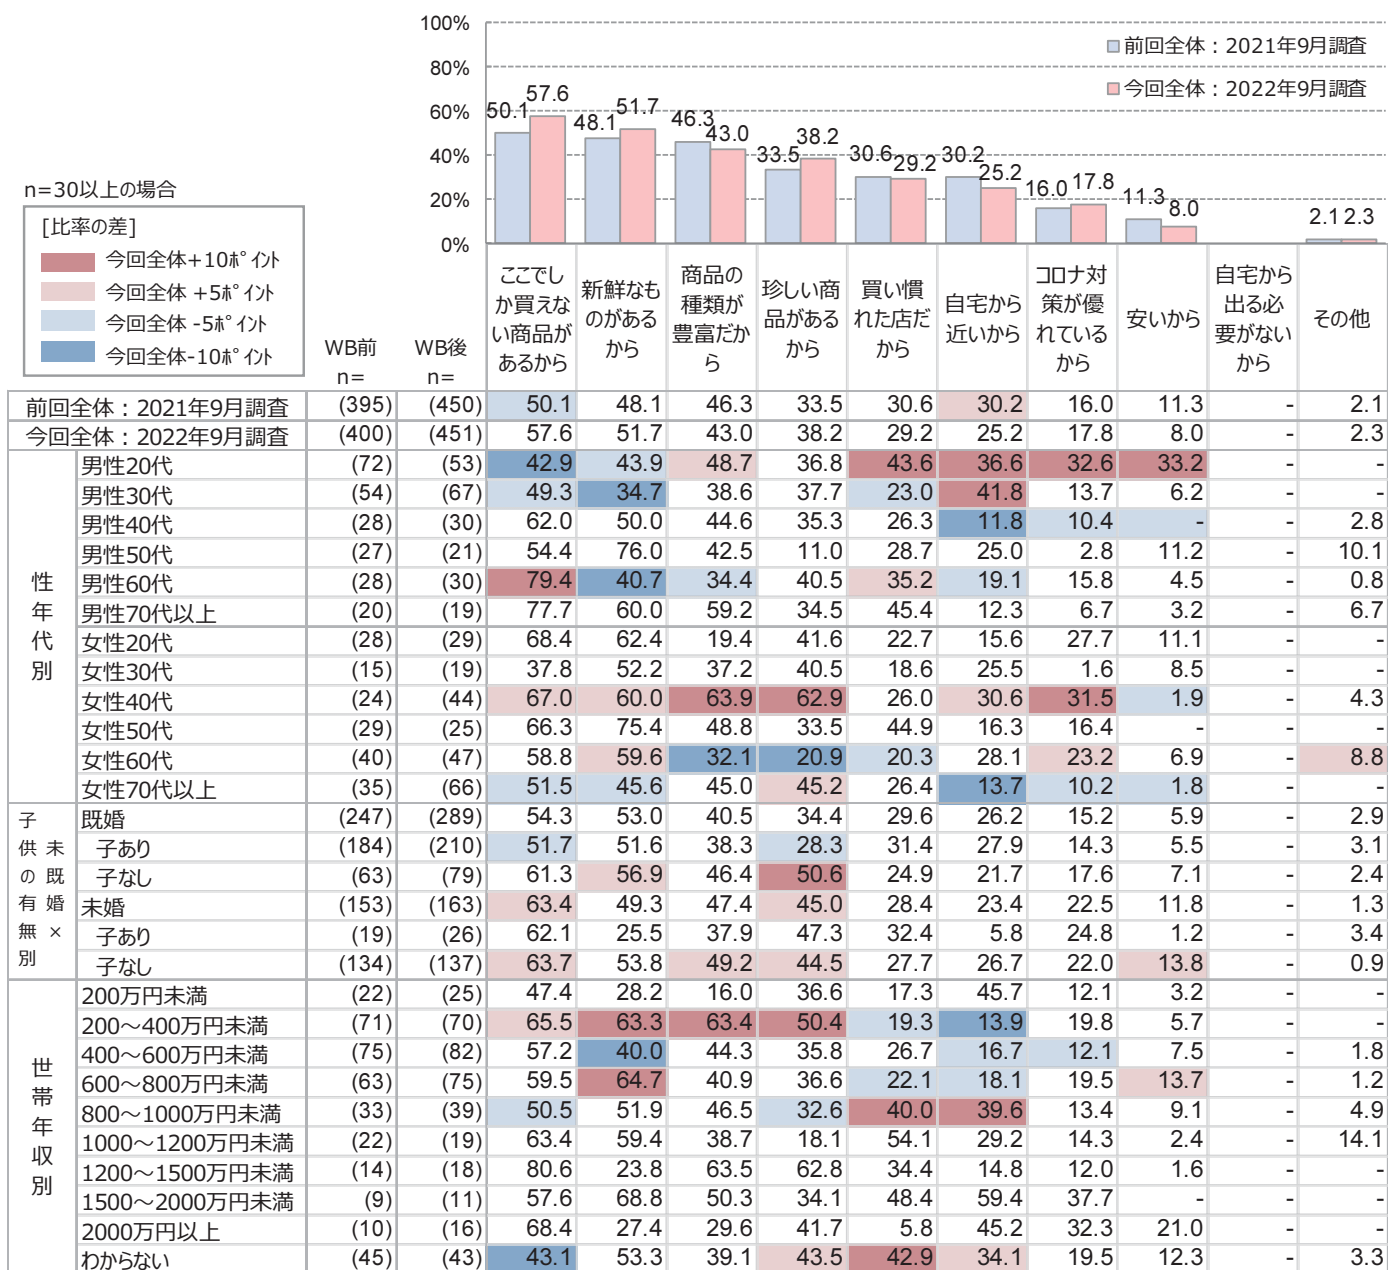 100%
80%
60%
40%
20%
0%
前回全体：2021年9月調査
今回全体：2022年9月調査
50.1 57.6 48.1 51.7 46.3 43.0 33.5 38.2 30.6 29.2 30.2 25.2 16.0 17.8 11.3 8.0 2.1 2.3
n=30以上の場合
[比率の差]
今回全体+10ﾎﾟｲﾝﾄ
今回全体 +5ﾎﾟｲﾝﾄ
今回全体 -5ﾎﾟｲﾝﾄ
今回全体-10ﾎﾟｲﾝﾄ
WB前
n=
WB後
n=
ここでし
か買えな
い商品が
あるから
新鮮なも
のがある
から
商品の
種類が
豊富だか
ら
珍しい商
品がある
から
買い慣
れた店だ
から
自宅から
近いから
コロナ対
策が優
れている
から
安いから
自宅から
出る必
要がない
から
その他
前回全体：2021年9月調査 (395) (450) 50.1 48.1 46.3 33.5 30.6 30.2 16.0 11.3 - 2.1
今回全体：2022年9月調査 (400) (451) 57.6 51.7 43.0 38.2 29.2 25.2 17.8 8.0 - 2.3
性年代別
男性20代 (72) (53) 42.9 43.9 48.7 36.8 43.6 36.6 32.6 33.2 - -
男性30代 (54) (67) 49.3 34.7 38.6 37.7 23.0 41.8 13.7 6.2 - -
男性40代 (28) (30) 62.0 50.0 44.6 35.3 26.3 11.8 10.4 - - 2.8
男性50代 (27) (21) 54.4 76.0 42.5 11.0 28.7 25.0 2.8 11.2 - 10.1
男性60代 (28) (30) 79.4 40.7 34.4 40.5 35.2 19.1 15.8 4.5 - 0.8
男性70代以上 (20) (19) 77.7 60.0 59.2 34.5 45.4 12.3 6.7 3.2 - 6.7
女性20代 (28) (29) 68.4 62.4 19.4 41.6 22.7 15.6 27.7 11.1 - -
女性30代 (15) (19) 37.8 52.2 37.2 40.5 18.6 25.5 1.6 8.5 - -
女性40代 (24) (44) 67.0 60.0 63.9 62.9 26.0 30.6 31.5 1.9 - 4.3
女性50代 (29) (25) 66.3 75.4 48.8 33.5 44.9 16.3 16.4 - - -
女性60代 (40) (47) 58.8 59.6 32.1 20.9 20.3 28.1 23.2 6.9 - 8.8
女性70代以上 (35) (66) 51.5 45.6 45.0 45.2 26.4 13.7 10.2 1.8 - -
未既婚×
子供の有無別
既婚 (247) (289) 54.3 53.0 40.5 34.4 29.6 26.2 15.2 5.9 - 2.9
子あり (184) (210) 51.7 51.6 38.3 28.3 31.4 27.9 14.3 5.5 - 3.1
子なし (63) (79) 61.3 56.9 46.4 50.6 24.9 21.7 17.6 7.1 - 2.4
未婚 (153) (163) 63.4 49.3 47.4 45.0 28.4 23.4 22.5 11.8 - 1.3
子あり (19) (26) 62.1 25.5 37.9 47.3 32.4 5.8 24.8 1.2 - 3.4
子なし (134) (137) 63.7 53.8 49.2 44.5 27.7 26.7 22.0 13.8 - 0.9
世帯年収別
200万円未満 (22) (25) 47.4 28.2 16.0 36.6 17.3 45.7 12.1 3.2 - -
200～400万円未満 (71) (70) 65.5 63.3 63.4 50.4 19.3 13.9 19.8 5.7 - -
400～600万円未満 (75) (82) 57.2 40.0 44.3 35.8 26.7 16.7 12.1 7.5 - 1.8
600～800万円未満 (63) (75) 59.5 64.7 40.9 36.6 22.1 18.1 19.5 13.7 - 1.2
800～1000万円未満 (33) (39) 50.5 51.9 46.5 32.6 40.0 39.6 13.4 9.1 - 4.9
1000～1200万円未満 (22) (19) 63.4 59.4 38.7 18.1 54.1 29.2 14.3 2.4 - 14.1
1200～1500万円未満 (14) (18) 80.6 23.8 63.5 62.8 34.4 14.8 12.0 1.6 - -
1500～2000万円未満 (9) (11) 57.6 68.8 50.3 34.1 48.4 59.4 37.7 - - -
2000万円以上 (10) (16) 68.4 27.4 29.6 41.7 5.8 45.2 32.3 21.0 - -
わからない (45) (43) 43.1 53.3 39.1 43.5 42.9 34.1 19.5 12.3 - 3.3